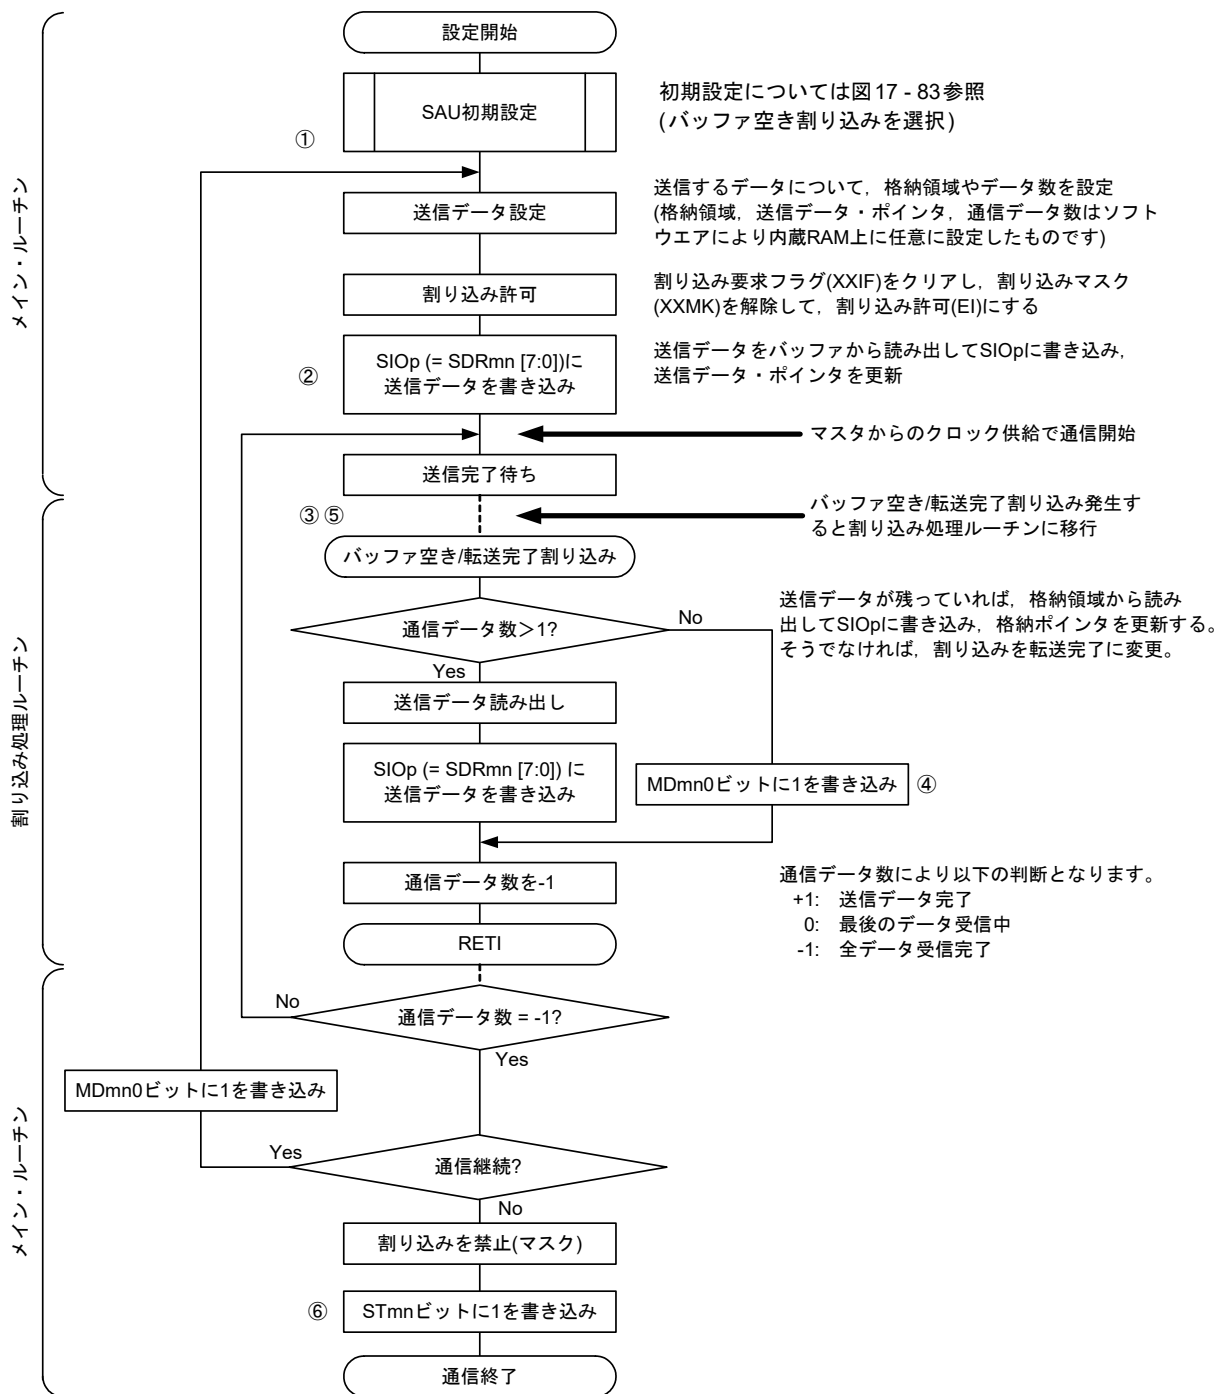 設定開始
SAU初期設定
初期設定については図17 - 83参照
(バッファ空き割り込みを選択)
①
メイン・ルーチン
送信データ設定
送信するデータについて，格納領域やデータ数を設定
(格納領域，送信データ・ポインタ，通信データ数はソフト
ウエアにより内蔵RAM上に任意に設定したものです)
割り込み許可
割り込み要求フラグ(XXIF)をクリアし，割り込みマスク
(XXMK)を解除して，割り込み許可(EI)にする
②
SIOp (= SDRmn [7:0])に
送信データを書き込み
送信データをバッファから読み出してSIOpに書き込み，
送信データ・ポインタを更新
マスタからのクロック供給で通信開始
送信完了待ち
③ ⑤
バッファ空き/転送完了割り込み発生す
ると割り込み処理ルーチンに移行
バッファ空き/転送完了割り込み
割り込み処理ルーチン
通信データ数＞1?
No
Yes
送信データが残っていれば，格納領域から読み
出してSIOpに書き込み，格納ポインタを更新する。
そうでなければ，割り込みを転送完了に変更。
送信データ読み出し
SIOp (= SDRmn [7:0]) に
送信データを書き込み
MDmn0ビットに1を書き込み
④
通信データ数を-1
通信データ数により以下の判断となります。
+1: 送信データ完了
0: 最後のデータ受信中
-1: 全データ受信完了
RETI
メイン・ルーチン
No
通信データ数 = -1?
Yes
MDmn0ビットに1を書き込み
Yes
通信継続?
No
割り込みを禁止(マスク)
⑥
STmnビットに1を書き込み
通信終了